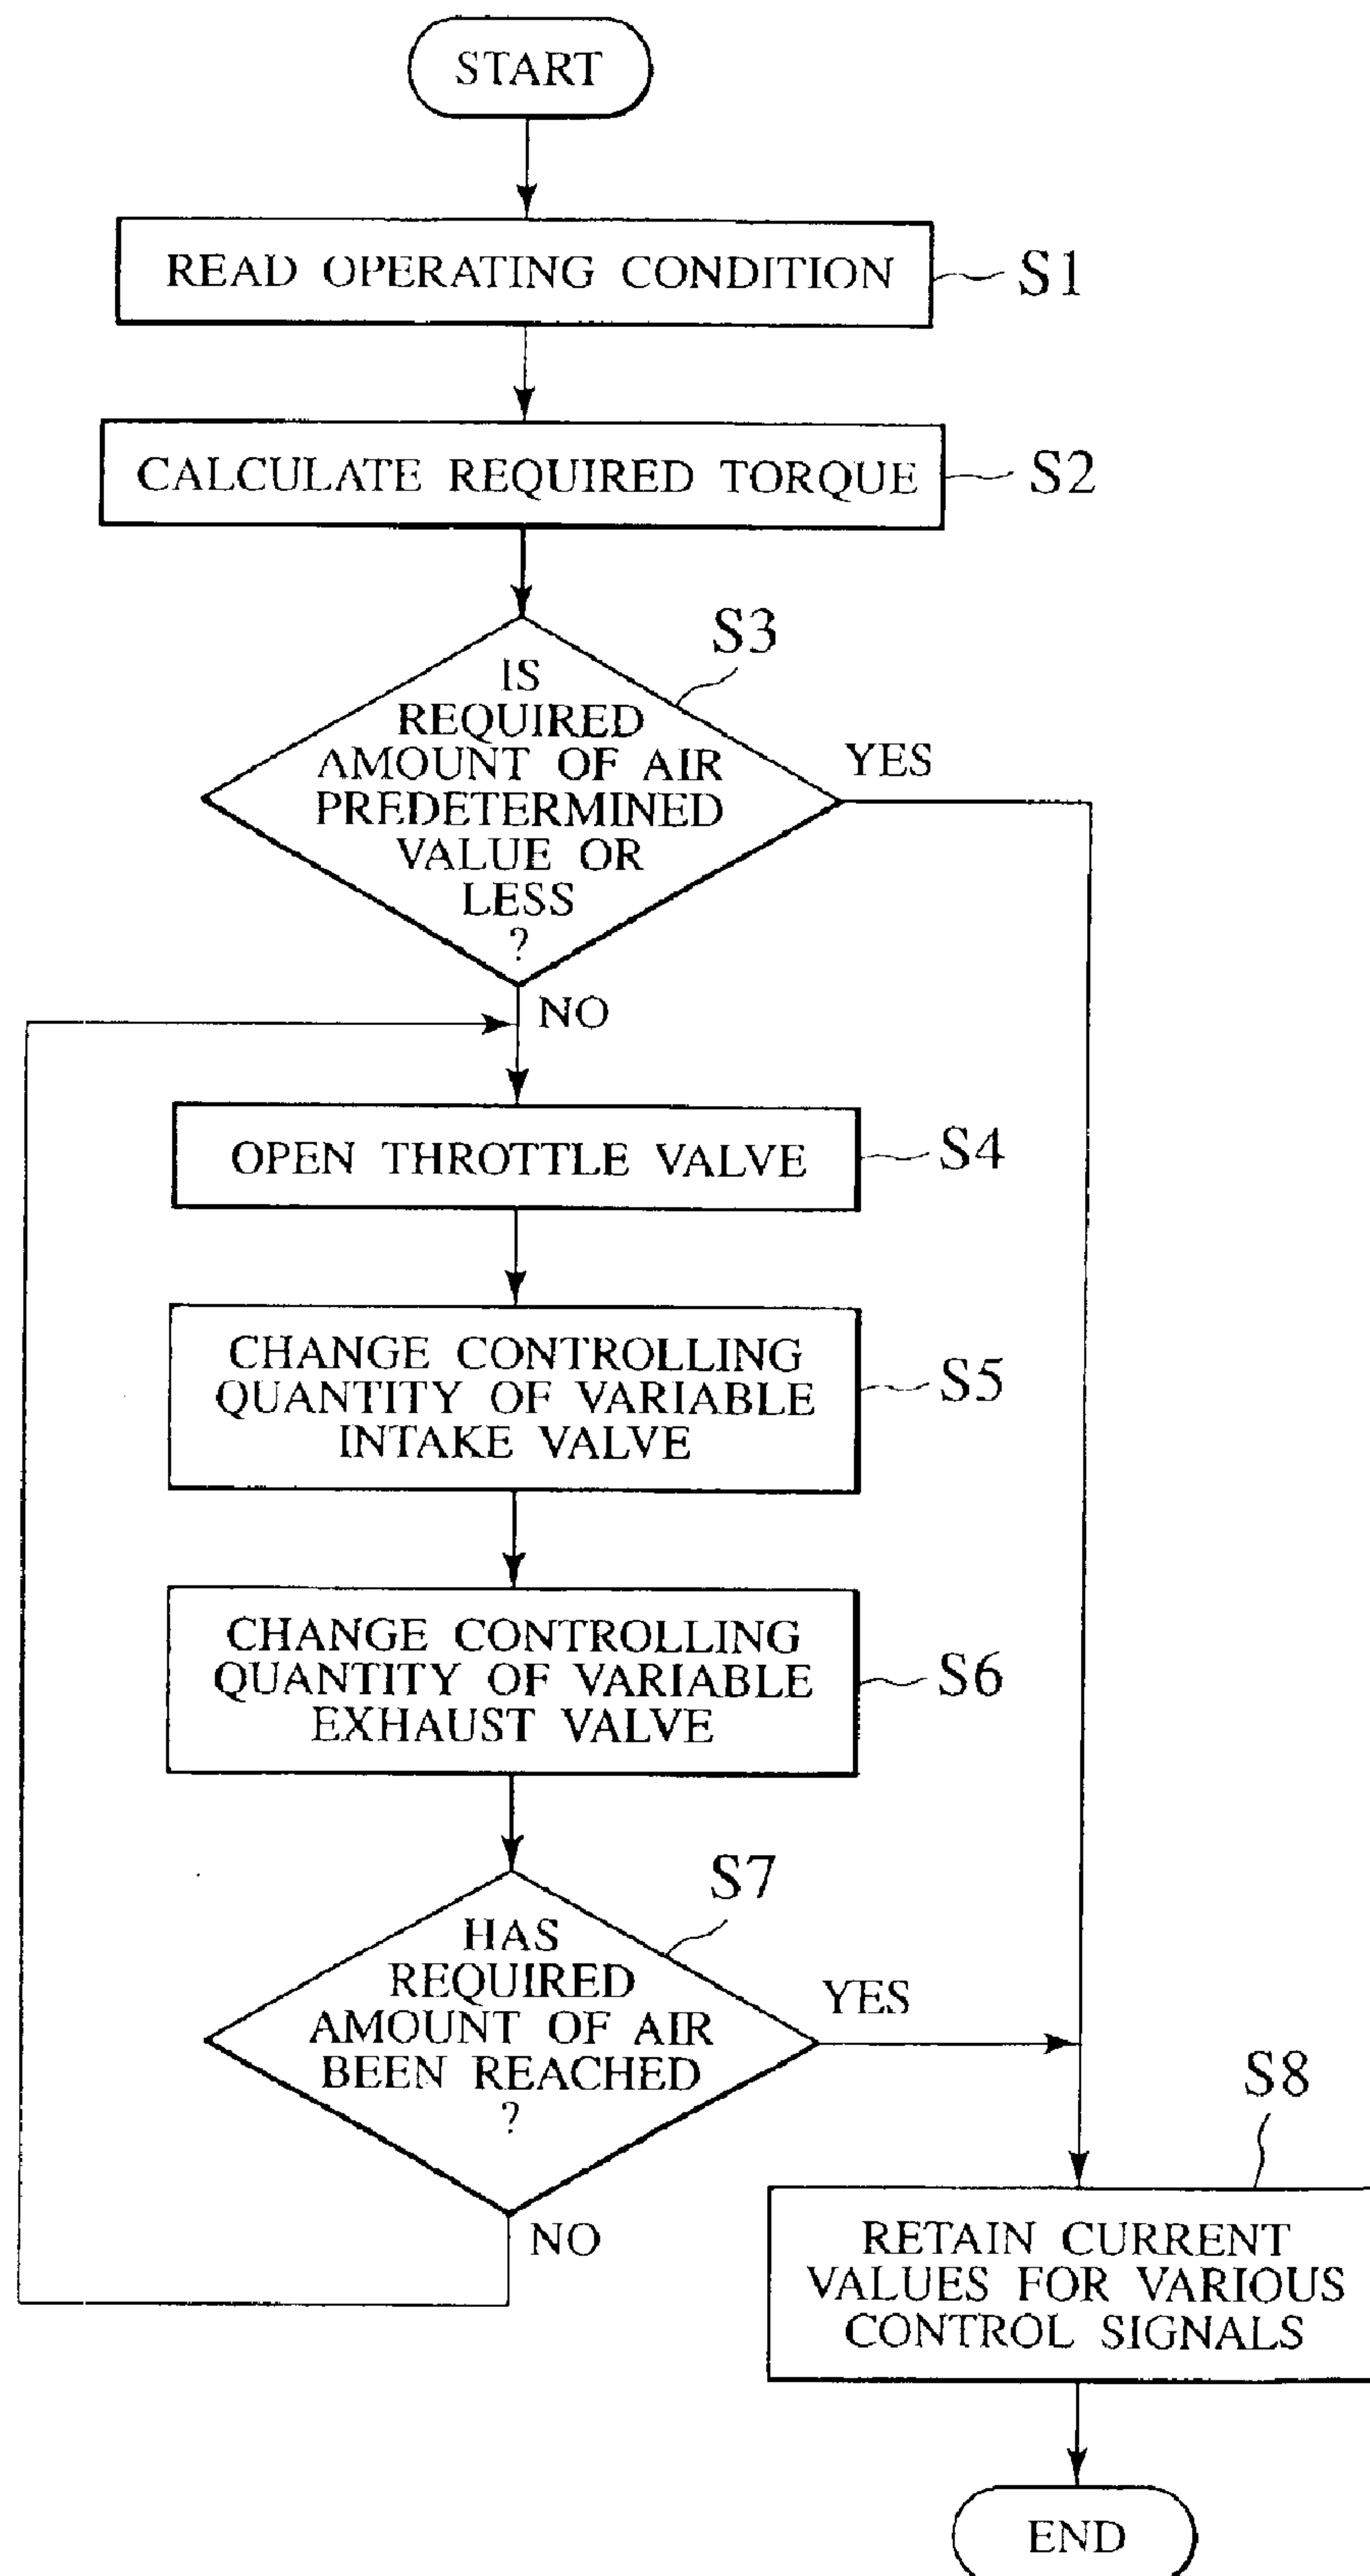 START
READ OPERATING CONDITION
S1
CALCULATE REQUIRED TORQUE
S2
S3
IS
REQUIRED
AMOUNT OF AIR
PREDETERMINED
VALUE OR
LESS
?
YES
NO
OPEN THROTTLE VALVE
S4
CHANGE CONTROLLING
QUANTITY OF VARIABLE
INTAKE VALVE
S5
CHANGE CONTROLLING
QUANTITY OF VARIABLE
EXHAUST VALVE
S6
S7
HAS
REQUIRED
AMOUNT OF AIR
BEEN REACHED
?
YES
NO
S8
RETAIN CURRENT
VALUES FOR VARIOUS
CONTROL SIGNALS
END